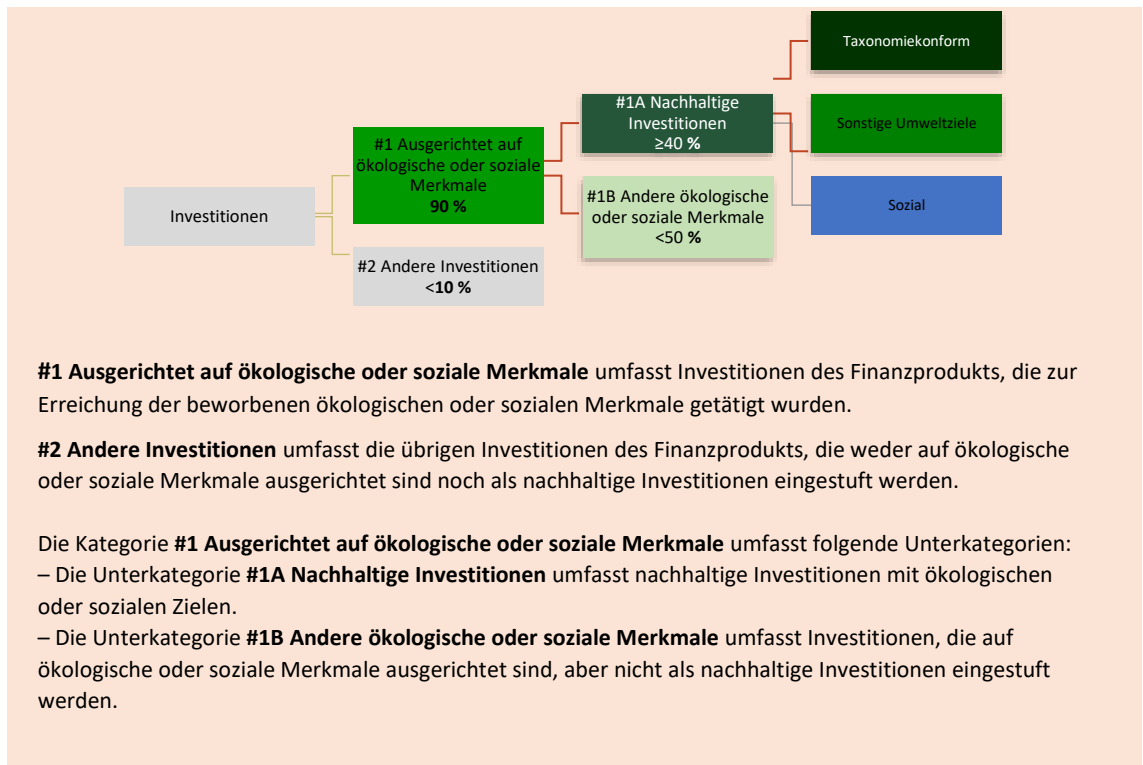 Taxonomiekonform
#1A Nachhaltige
Investitionen
≥40 %
Sonstige Umweltziele
#1 Ausgerichtet auf
ökologische oder soziale
Merkmale
90 %
#1B Andere ökologische
oder soziale Merkmale
<50 %
Sozial
Investitionen
#2 Andere Investitionen
<10 %
#1 Ausgerichtet auf ökologische oder soziale Merkmale umfasst Investitionen des Finanzprodukts, die zur
Erreichung der beworbenen ökologischen oder sozialen Merkmale getätigt wurden.
#2 Andere Investitionen umfasst die übrigen Investitionen des Finanzprodukts, die weder auf ökologische
oder soziale Merkmale ausgerichtet sind noch als nachhaltige Investitionen eingestuft werden.
Die Kategorie #1 Ausgerichtet auf ökologische oder soziale Merkmale umfasst folgende Unterkategorien:
– Die Unterkategorie #1A Nachhaltige Investitionen umfasst nachhaltige Investitionen mit ökologischen
oder sozialen Zielen.
– Die Unterkategorie #1B Andere ökologische oder soziale Merkmale umfasst Investitionen, die auf
ökologische oder soziale Merkmale ausgerichtet sind, aber nicht als nachhaltige Investitionen eingestuft
werden.